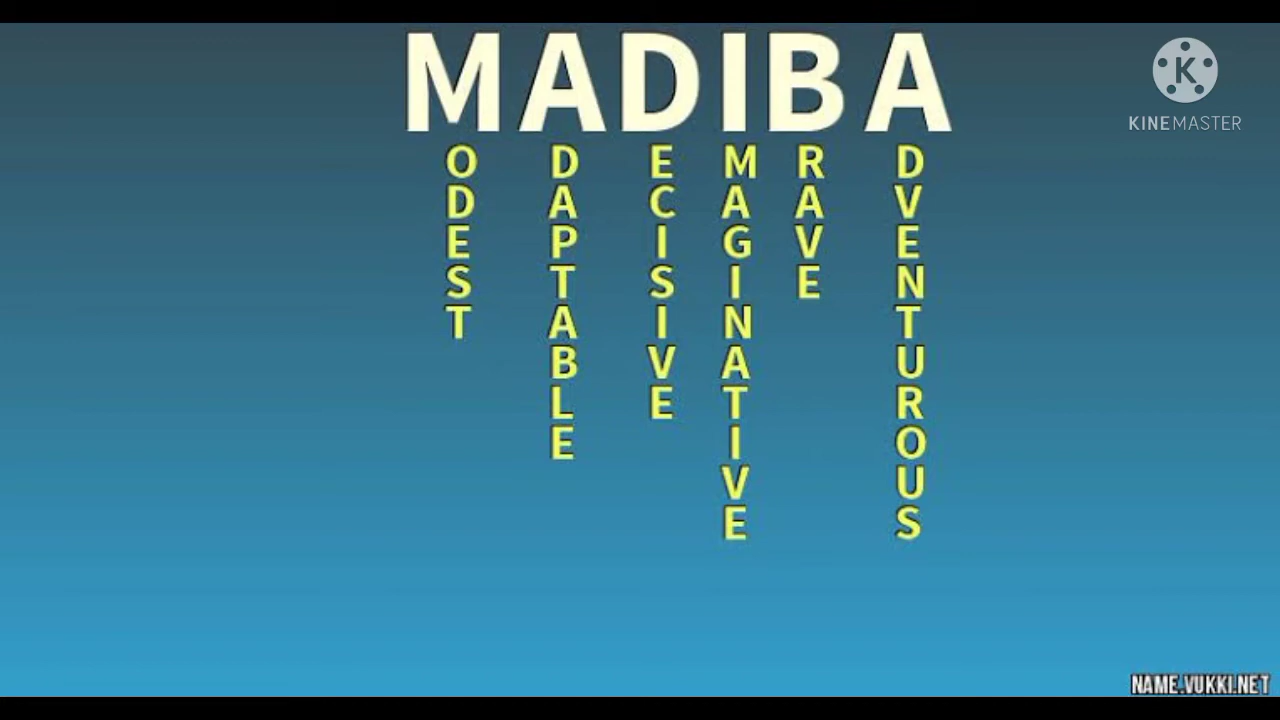 MADIBA
ODEST
DAPTABLE
ECISIVE
MAGINATIVE
RAVE
DVENTUROUS
K
KINEMASTER
NAME.VUKKI.NET